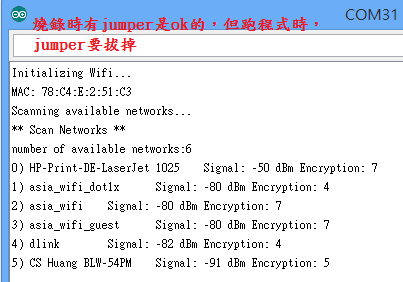 COM31
燒錄時有jumper是ok的，但跑程式時，
jumper要拔掉
Initializing Wifi...
MAC: 78:C4:E:2:51:C3
Scanning available networks...
** Scan Networks **
number of available networks:6
0) HP-Print-DE-LaserJet 1025 Signal: -50 dBm Encryption: 7
1) asia_wifi_dot1x Signal: -80 dBm Encryption: 4
2) asia_wifi Signal: -80 dBm Encryption: 7
3) asia_wifi_guest Signal: -80 dBm Encryption: 7
4) dlink Signal: -82 dBm Encryption: 4
5) CS Huang BLW-54PM Signal: -91 dBm Encryption: 5